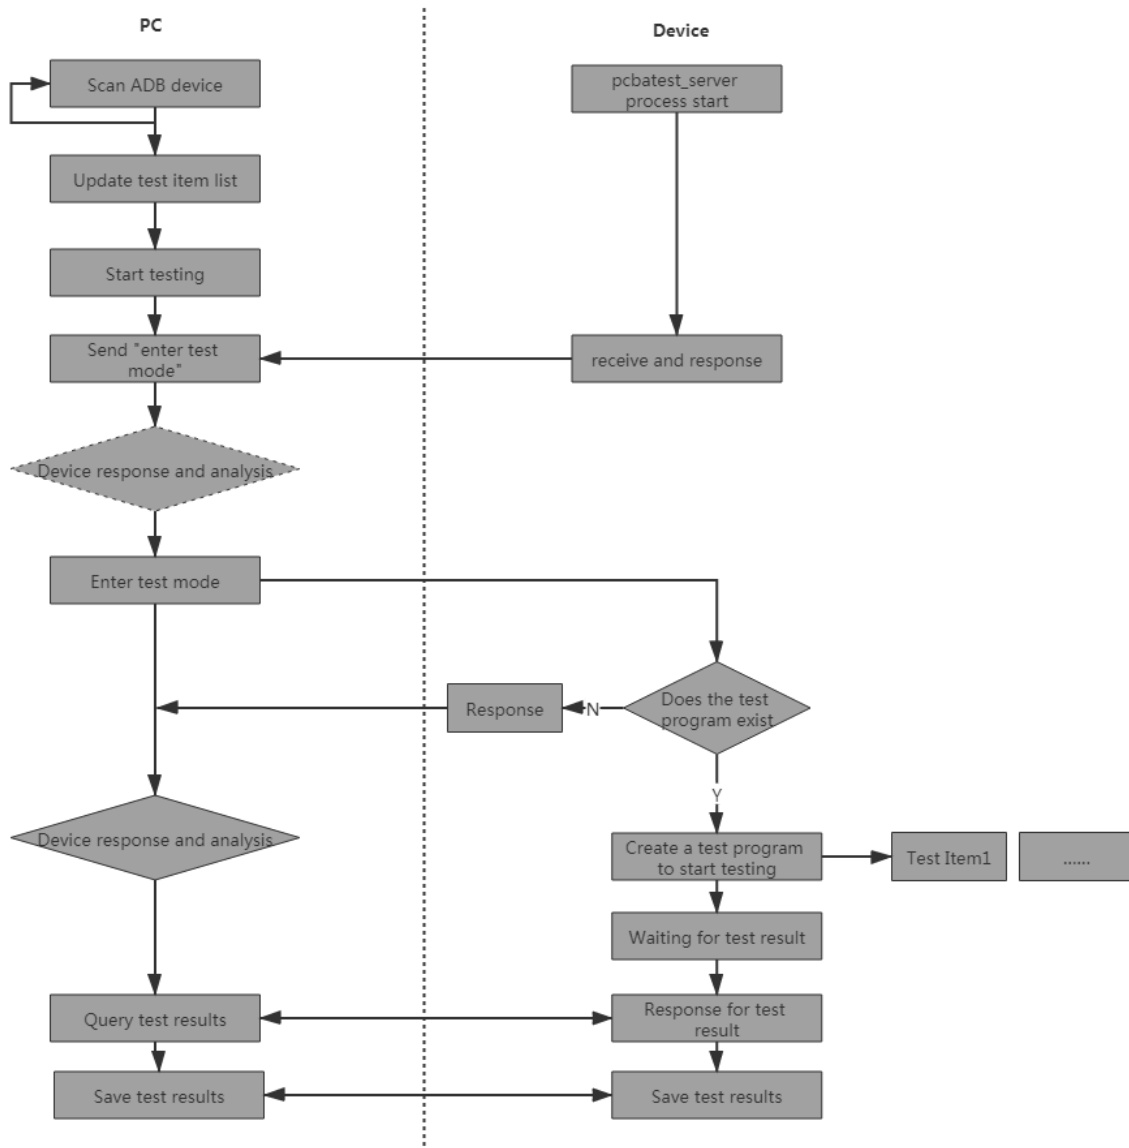 PC
Device
Scan ADB device
pcbatest_server
process start
Update test item list
Start testing
Send "enter test
mode"
receive and response
Device response and analysis
Enter test mode
Does the test
program exist
N
Response
Y
Device response and analysis
Create a test program
to start testing
Test Item1
......
Waiting for test result
Query test results
Response for test
result
Save test results
Save test results